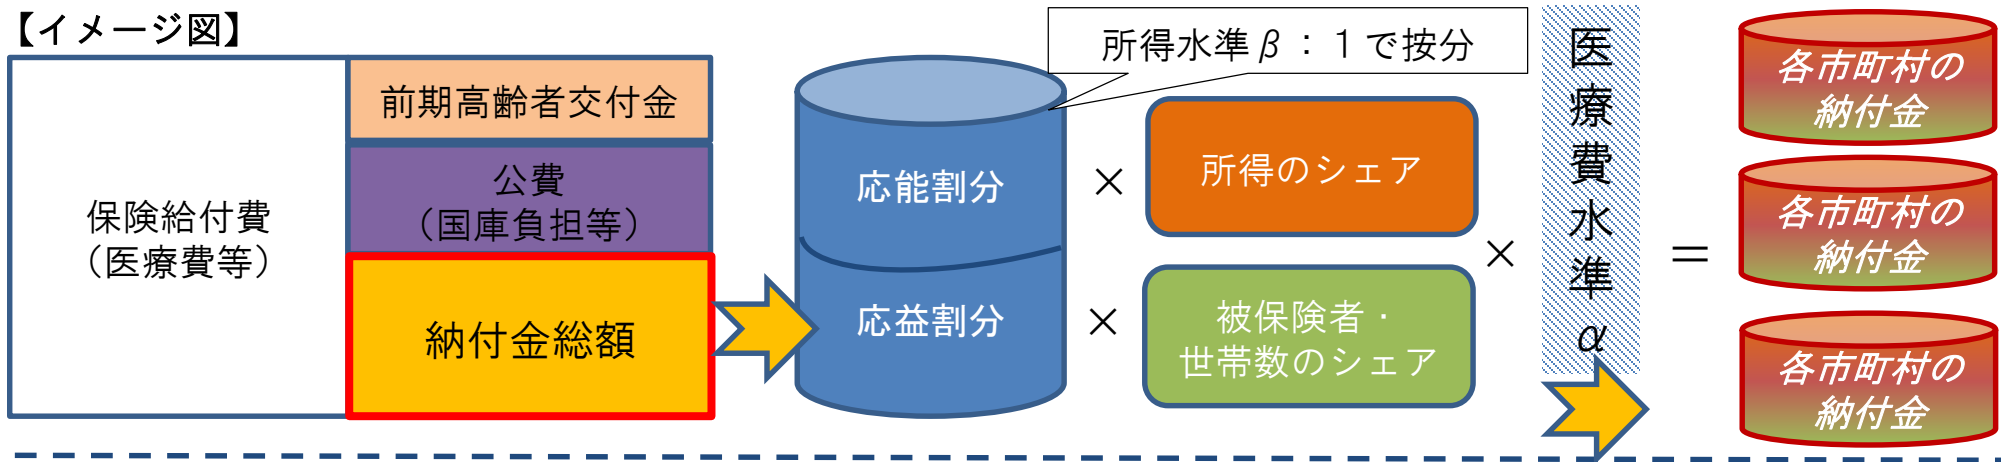 【イメージ図】
保険給付費
（医療費等）
前期高齢者交付金
公費
（国庫負担等）
納付金総額
所得水準β：１で按分
応能割分
応益割分
×
所得のシェア
×
被保険者・
世帯数のシェア
×
医療費水準α
＝
各市町村の
納付金
各市町村の
納付金
各市町村の
納付金